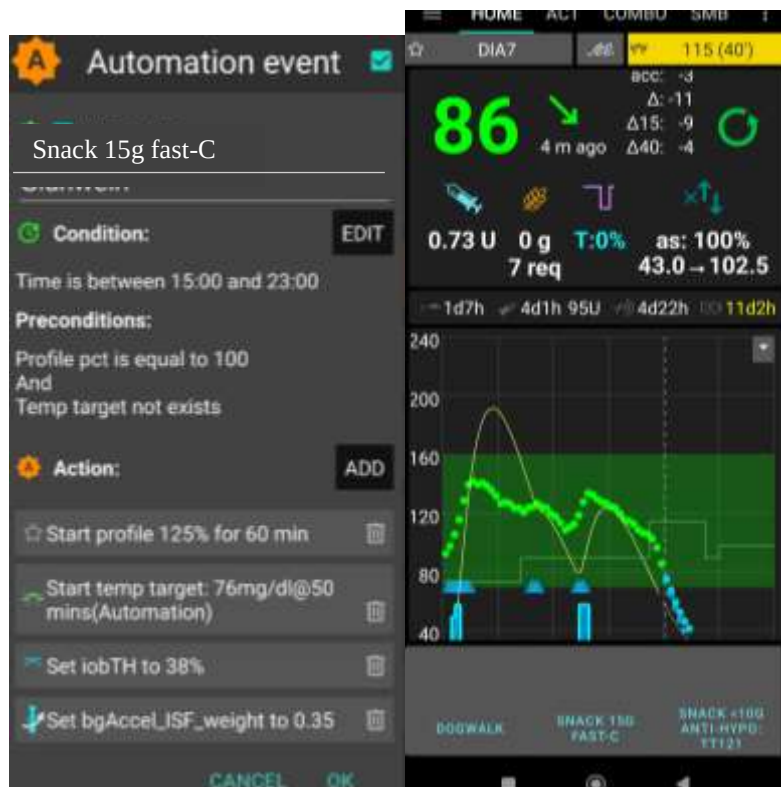 Automation event
Snack 15g fast-C
Condition:
EDIT
Time is between 15:00 and 23:00
Preconditions:
Profile pct is equal to 100
And
Temp target not exists
Action:
ADD
Start profile 125% for 60 min
Start temp target: 76mg/dl@50
mins(Automation)
Set iobTH to 38%
Set bgAccel_ISF_weight to 0.35
CANCEL OK
HOME ACT COMBO SMB
DIA7
115 (40')
acc: -3
86
Δ: -11
Δ15: -9
4 m ago
Δ40: -4
0.73 U
0 g
T:0%
as: 100%
7 req
43.0→102.5
1d7h
4d1h 95U
4d22h
11d2h
240
200
160
120
80
40
DOGWALK
SNACK 15G
FAST-C
SNACK <10G
ANTI-HYPO:
TT121